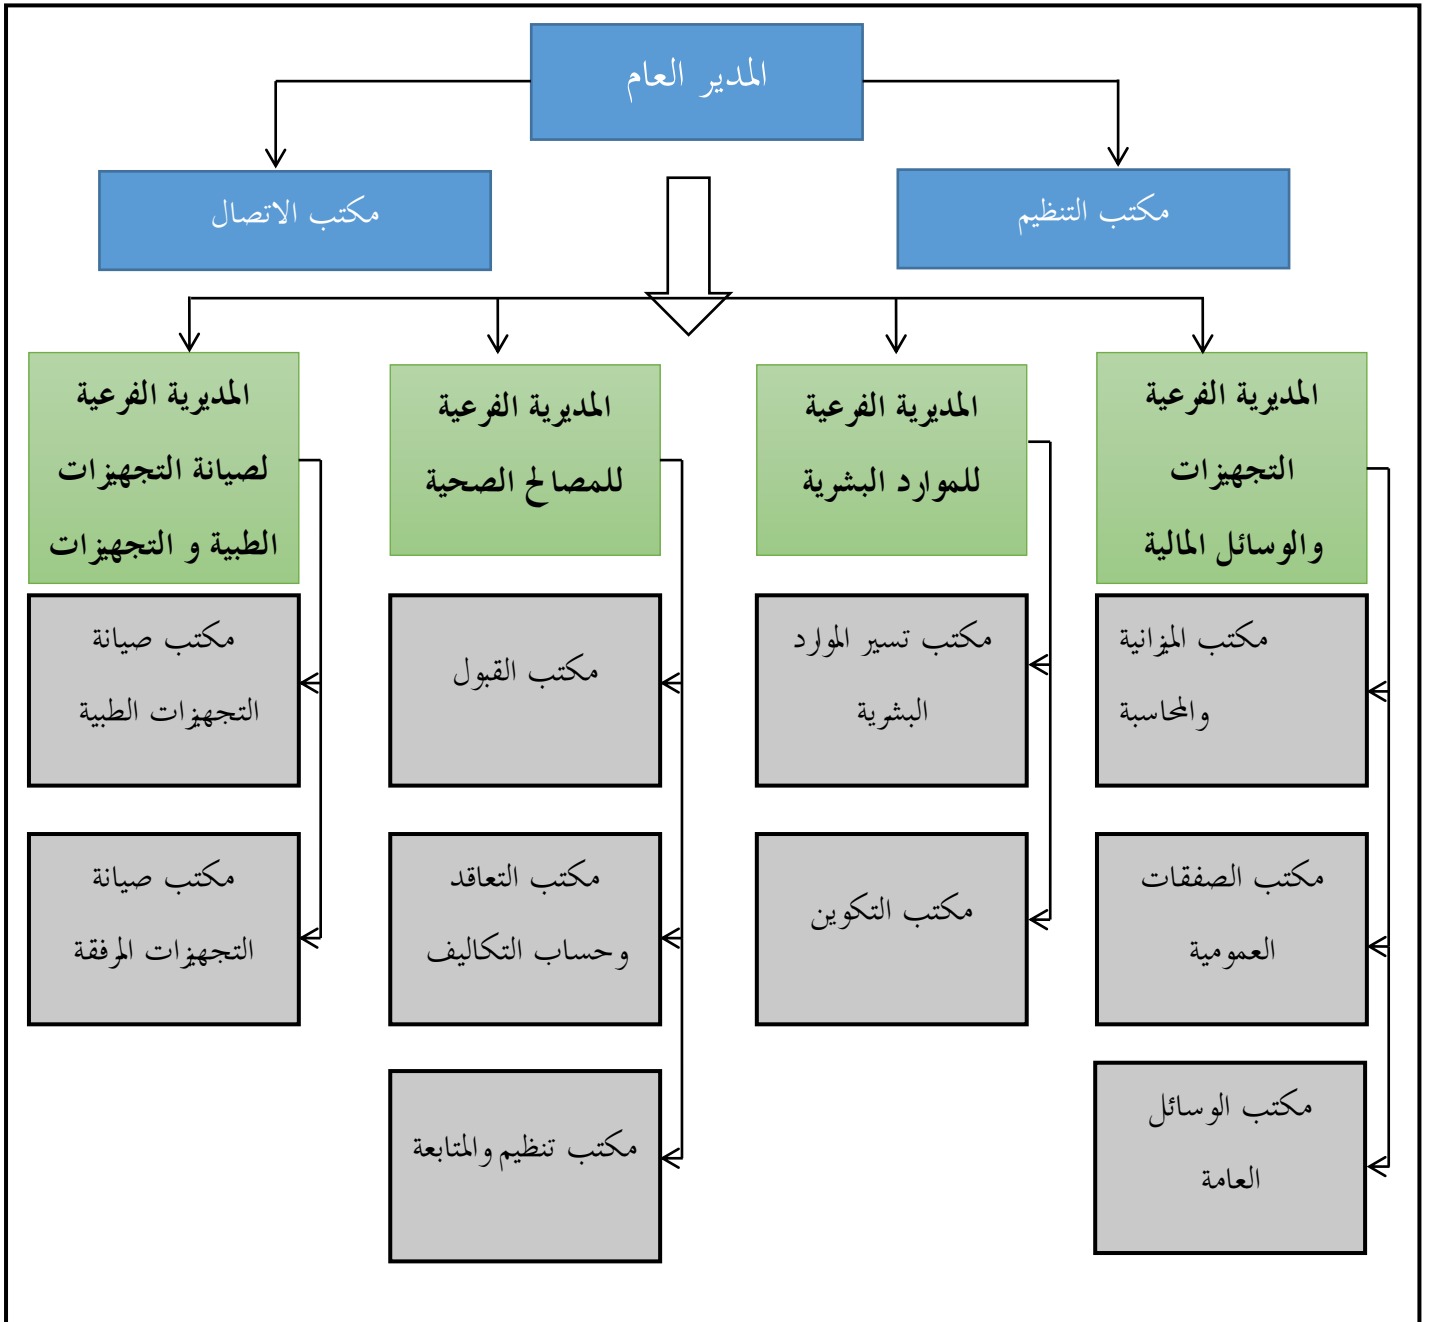 المدير العام
مكتب التنظيم
مكتب الاتصال
المديرية الفرعية
التجهيزات
والوسائل المالية
المديرية الفرعية
للموارد البشرية
المديرية الفرعية
للمصالح الصحية
المديرية الفرعية
لصيانة التجهيزات
الطبية و التجهيزات
مكتب الميزانية
والمحاسبة
مكتب تسير الموارد
البشرية
مكتب القبول
مكتب صيانة
التجهيزات الطبية
مكتب الصفقات
العمومية
مكتب التكوين
مكتب التعاقد
وحساب التكاليف
مكتب صيانة
التجهيزات المرفقة
مكتب الوسائل
العامة
مكتب تنظيم والمتابعة